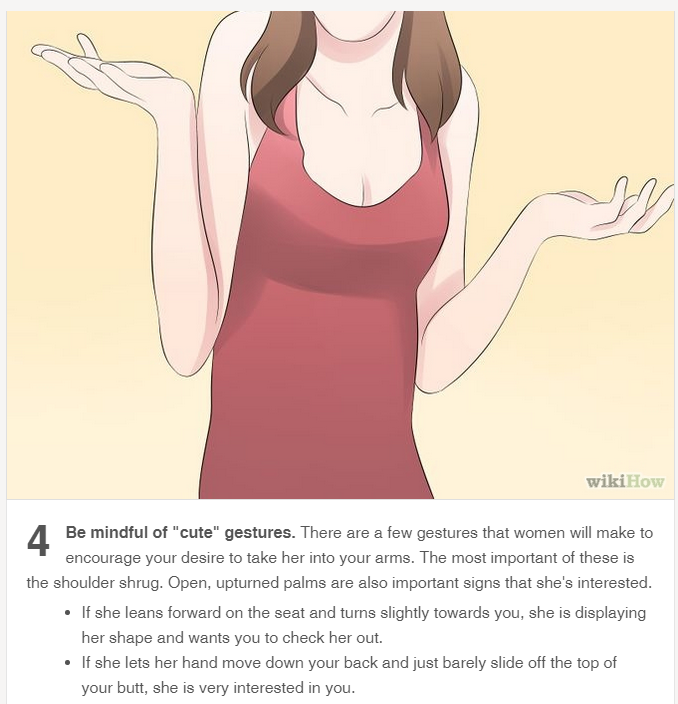 wikiHow
4 Be mindful of "cute" gestures. There are a few gestures that women will make to
encourage your desire to take her into your arms. The most important of these is
the shoulder shrug. Open, upturned palms are also important signs that she's interested.
• If she leans forward on the seat and turns slightly towards you, she is displaying
her shape and wants you to check her out.
• If she lets her hand move down your back and just barely slide off the top of
your butt, she is very interested in you.